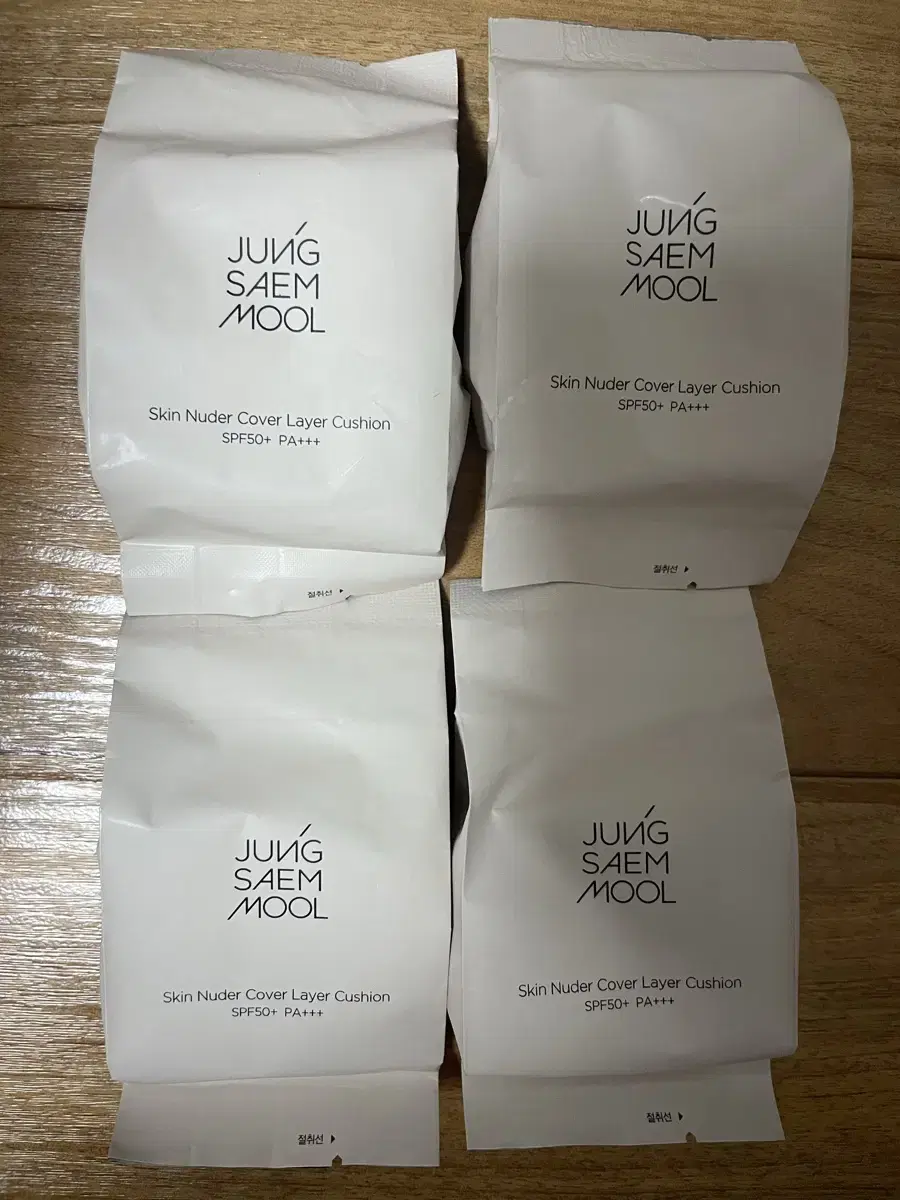 JUNG
SAEM
MOOL
Skin Nuder Cover Layer Cushion
SPF50+ PA+++
절취선
JUNG
SAEM
MOOL
Skin Nuder Cover Layer Cushion
SPF50+ PA+++
절취선
JUNG
SAEM
MOOL
Skin Nuder Cover Layer Cushion
SPF50+ PA+++
절취선
JUNG
SAEM
MOOL
Skin Nuder Cover Layer Cushion
SPF50+ PA+++
절취선